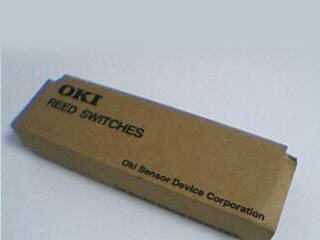 OKI
REED SWITCHES
Oki Sensor Device Corporation